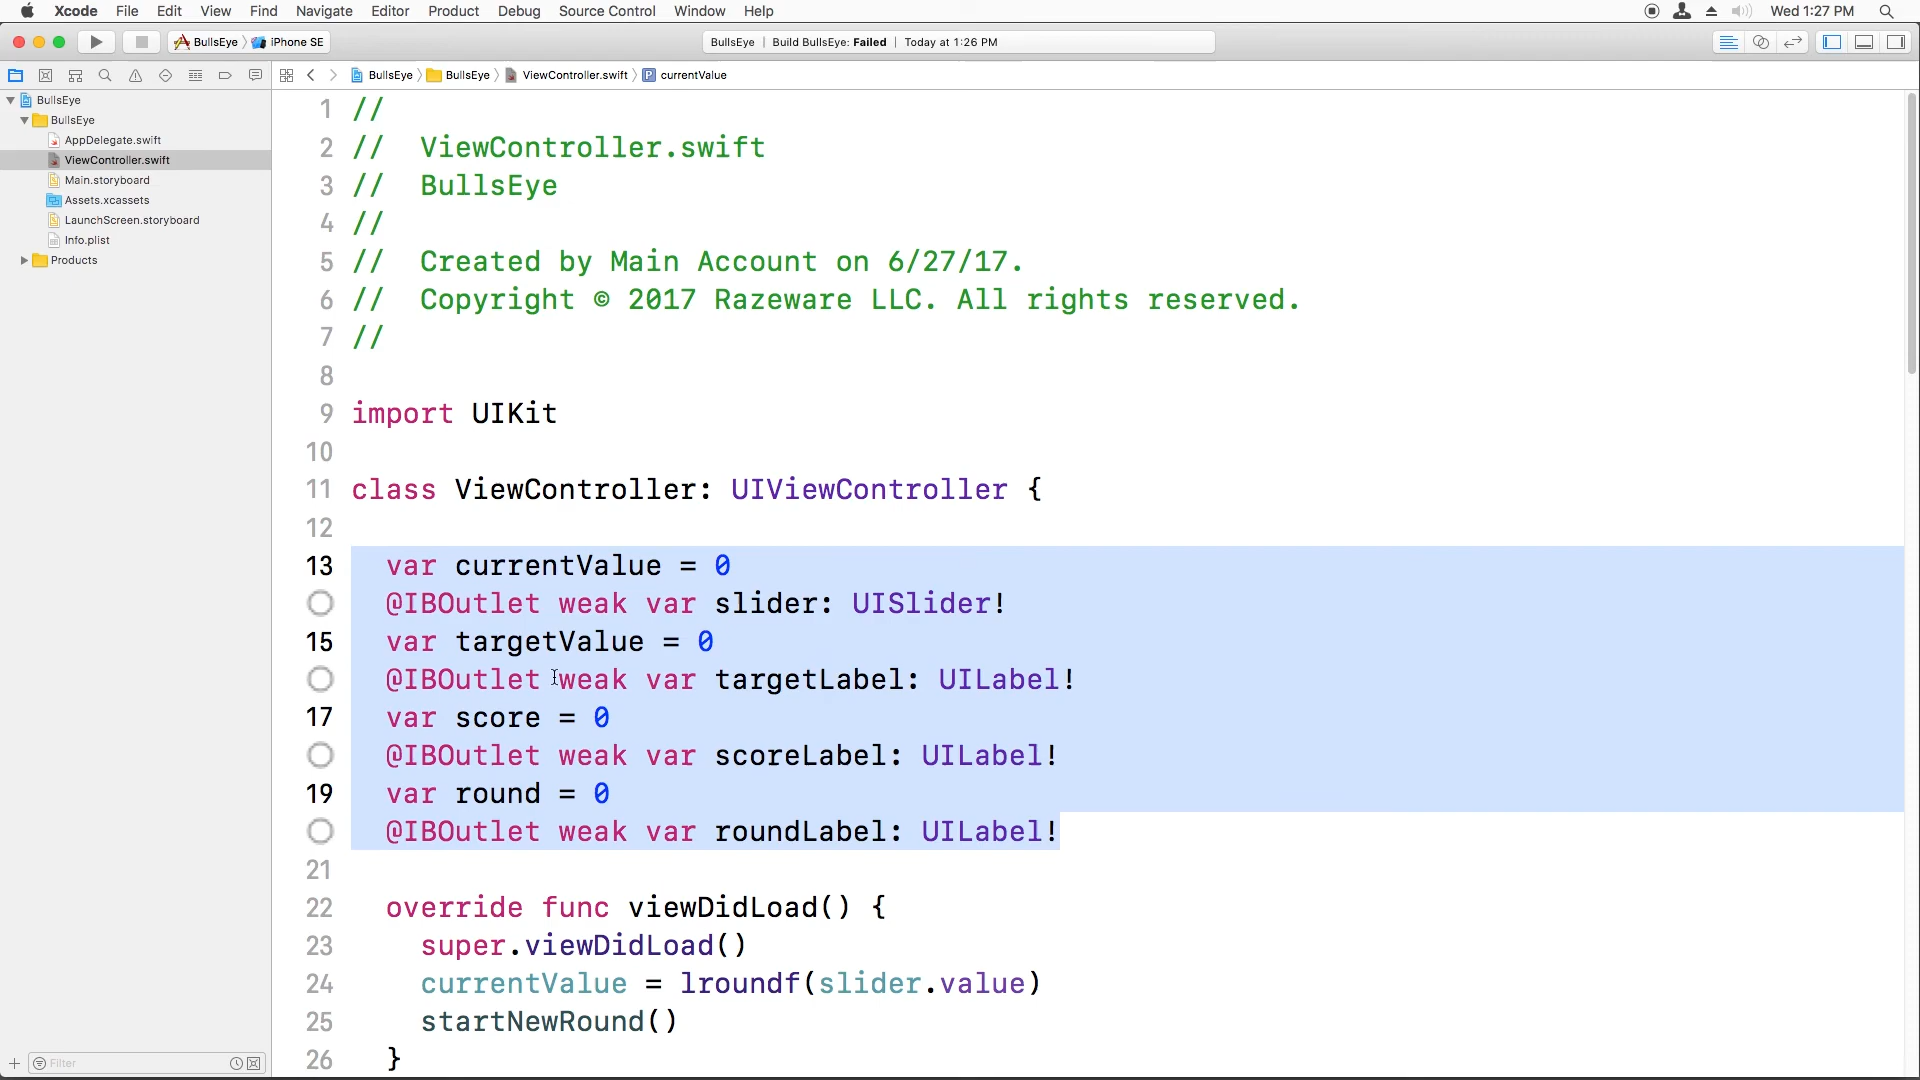 Xcode File Edit View Find Navigate Editor Product Debug Source Control Window Help Wed 1:27 PM
BullsEye iPhone SE BullsEye | Build BullsEye: Failed | Today at 1:26 PM
BullsEye BullsEye ViewController.swift P currentValue
BullsEye
BullsEye
AppDelegate.swift
ViewController.swift
Main.storyboard
Assets.xcassets
LaunchScreen.storyboard
Info.plist
Products
Filter
1 //
2 //  ViewController.swift
3 //  BullsEye
4 //
5 //  Created by Main Account on 6/27/17.
6 //  Copyright © 2017 Razeware LLC. All rights reserved.
7 //
8
9 import UIKit
10
11 class ViewController: UIViewController {
12
13   var currentValue = 0
@IBOutlet weak var slider: UISlider!
15   var targetValue = 0
@IBOutlet weak var targetLabel: UILabel!
17   var score = 0
@IBOutlet weak var scoreLabel: UILabel!
19   var round = 0
@IBOutlet weak var roundLabel: UILabel!
21
22   override func viewDidLoad() {
23     super.viewDidLoad()
24     currentValue = lroundf(slider.value)
25     startNewRound()
26   }